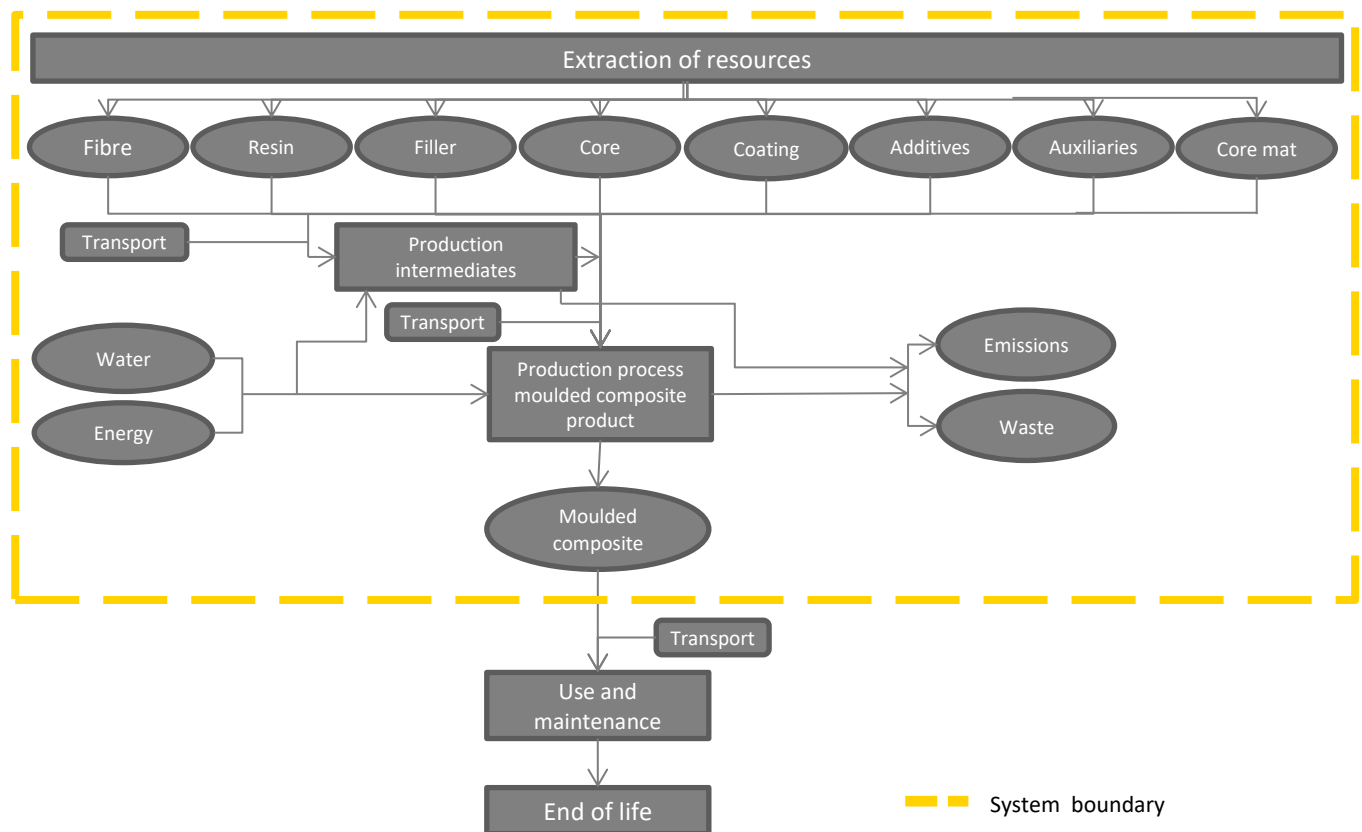 Extraction of resources
Fibre
Resin
Filler
Core
Coating
Additives
Auxiliaries
Core mat
Transport
Production
intermediates
Transport
Water
Energy
Production process
moulded composite
product
Emissions
Waste
Moulded
composite
Transport
Use and
maintenance
End of life
System boundary